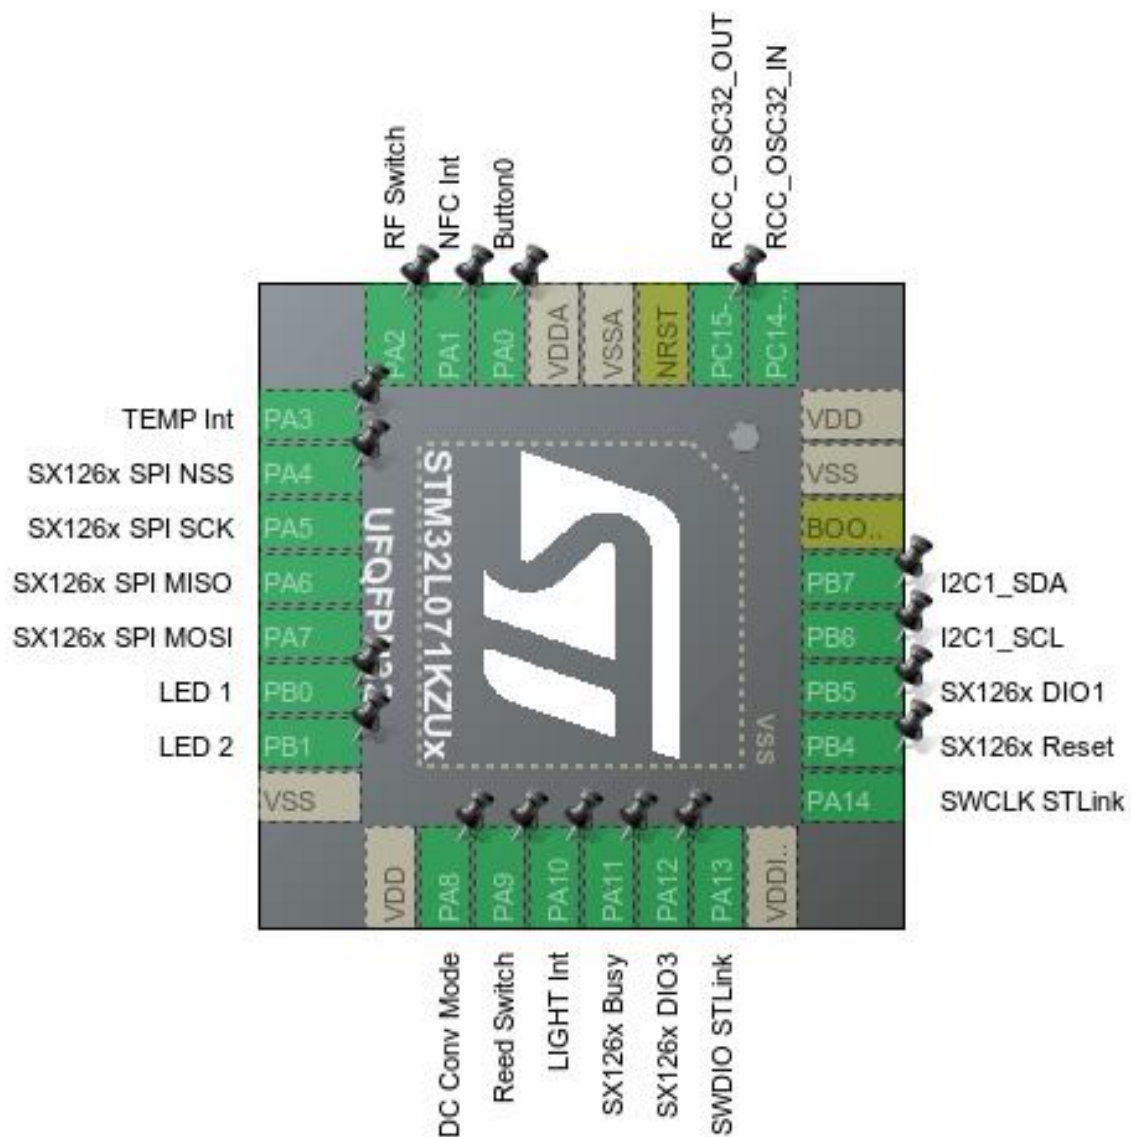 RF Switch
NFC Int
Button0
RCC_OSC32_OUT
RCC_OSC32_IN
PA2
PA1
PA0
VDDA
VSSA
NRST
PC15-..
PC14-..
TEMP Int
PA3
SX126x SPI NSS
PA4
SX126x SPI SCK
PA5
SX126x SPI MISO
PA6
SX126x SPI MOSI
PA7
LED 1
PB0
LED 2
PB1
VSS
STM32L071KZUx
VSS
VDD
VSS
BOO..
PB7
I2C1_SDA
PB6
I2C1_SCL
PB5
SX126x DIO1
PB4
SX126x Reset
PA14
SWCLK STLink
VDD
PA8
PA9
PA10
PA11
PA12
PA13
VDDI..
DC Conv Mode
Reed Switch
LIGHT Int
SX126x Busy
SX126x DIO3
SWDIO STLink